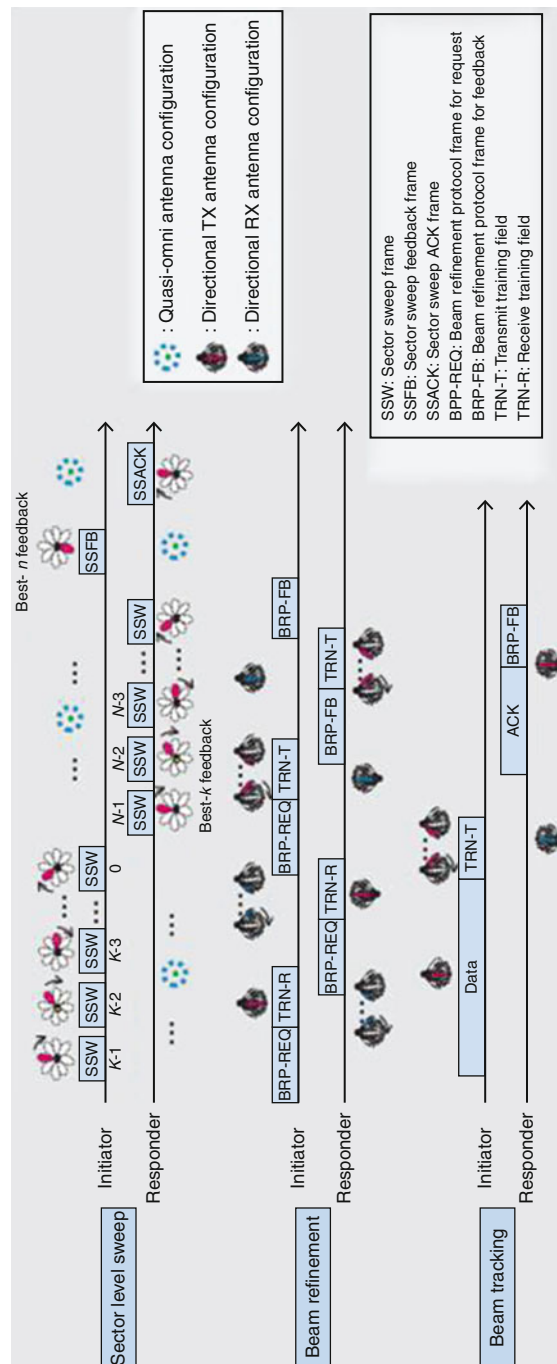 Sector level sweep
Initiator
Responder
Best- n feedback
SSW SSW SSW SSW SSFB
K-1 K-2 K-3 0
N-1 N-2 N-3
SSW SSW SSW SSW SSACK
Best-k feedback
Beam refinement
Initiator
Responder
BRP-REQ TRN-R BRP-REQ TRN-T BRP-FB
BRP-REQ TRN-R BRP-FB TRN-T
Beam tracking
Initiator
Responder
Data TRN-T
ACK BRP-FB
: Quasi-omni antenna configuration
: Directional TX antenna configuration
: Directional RX antenna configuration
SSW: Sector sweep frame
SSFB: Sector sweep feedback frame
SSACK: Sector sweep ACK frame
BPP-REQ: Beam refinement protocol frame for request
BRP-FB: Beam refinement protocol frame for feedback
TRN-T: Transmit training field
TRN-R: Receive training field